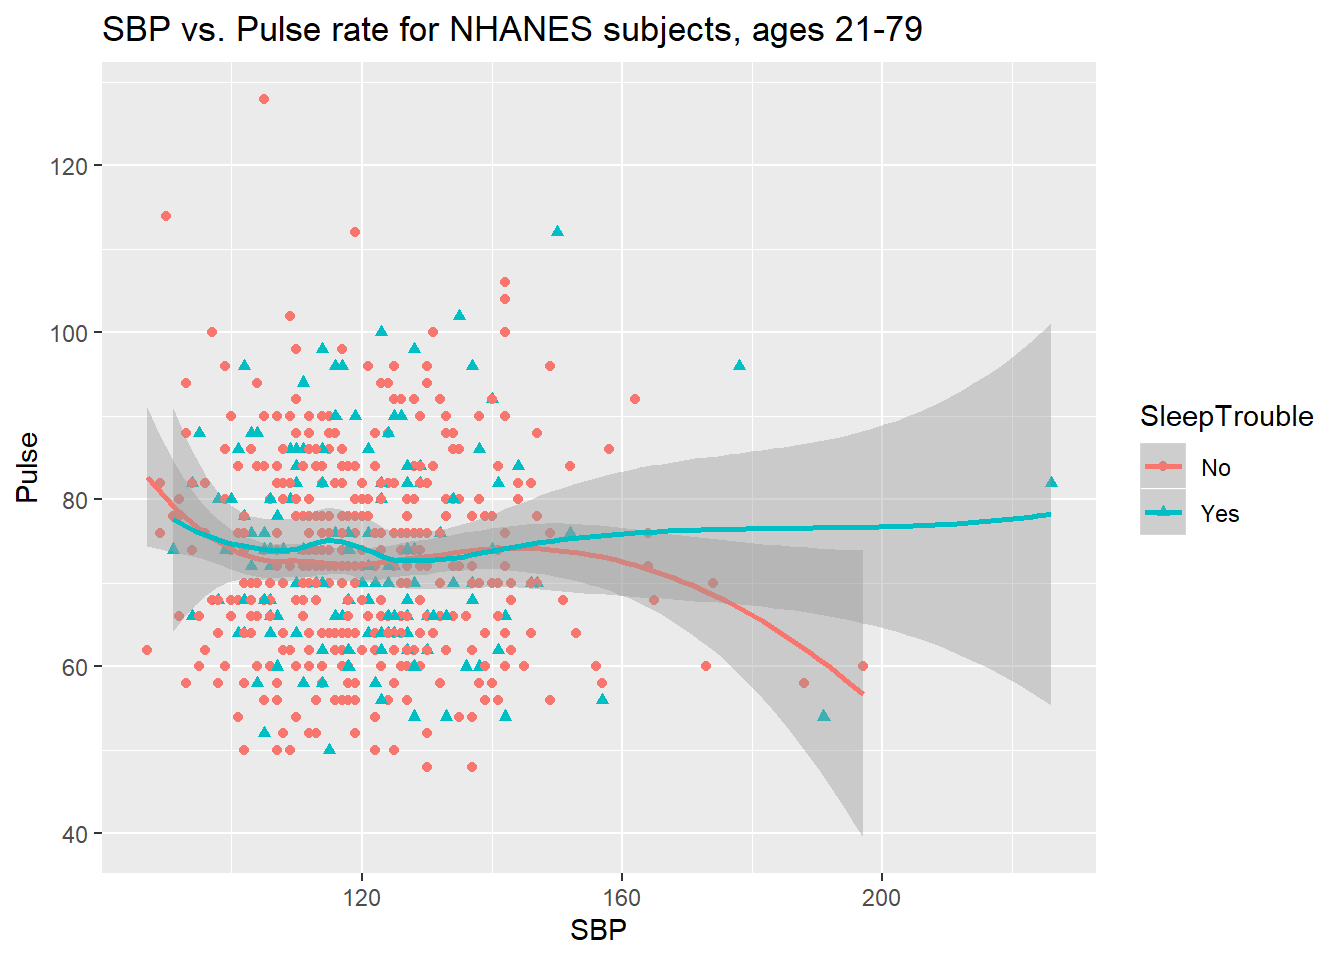 SBP vs. Pulse rate for NHANES subjects, ages 21-79
120
100
80
60
40
Pulse
120
160
200
SBP
SleepTrouble
No
Yes